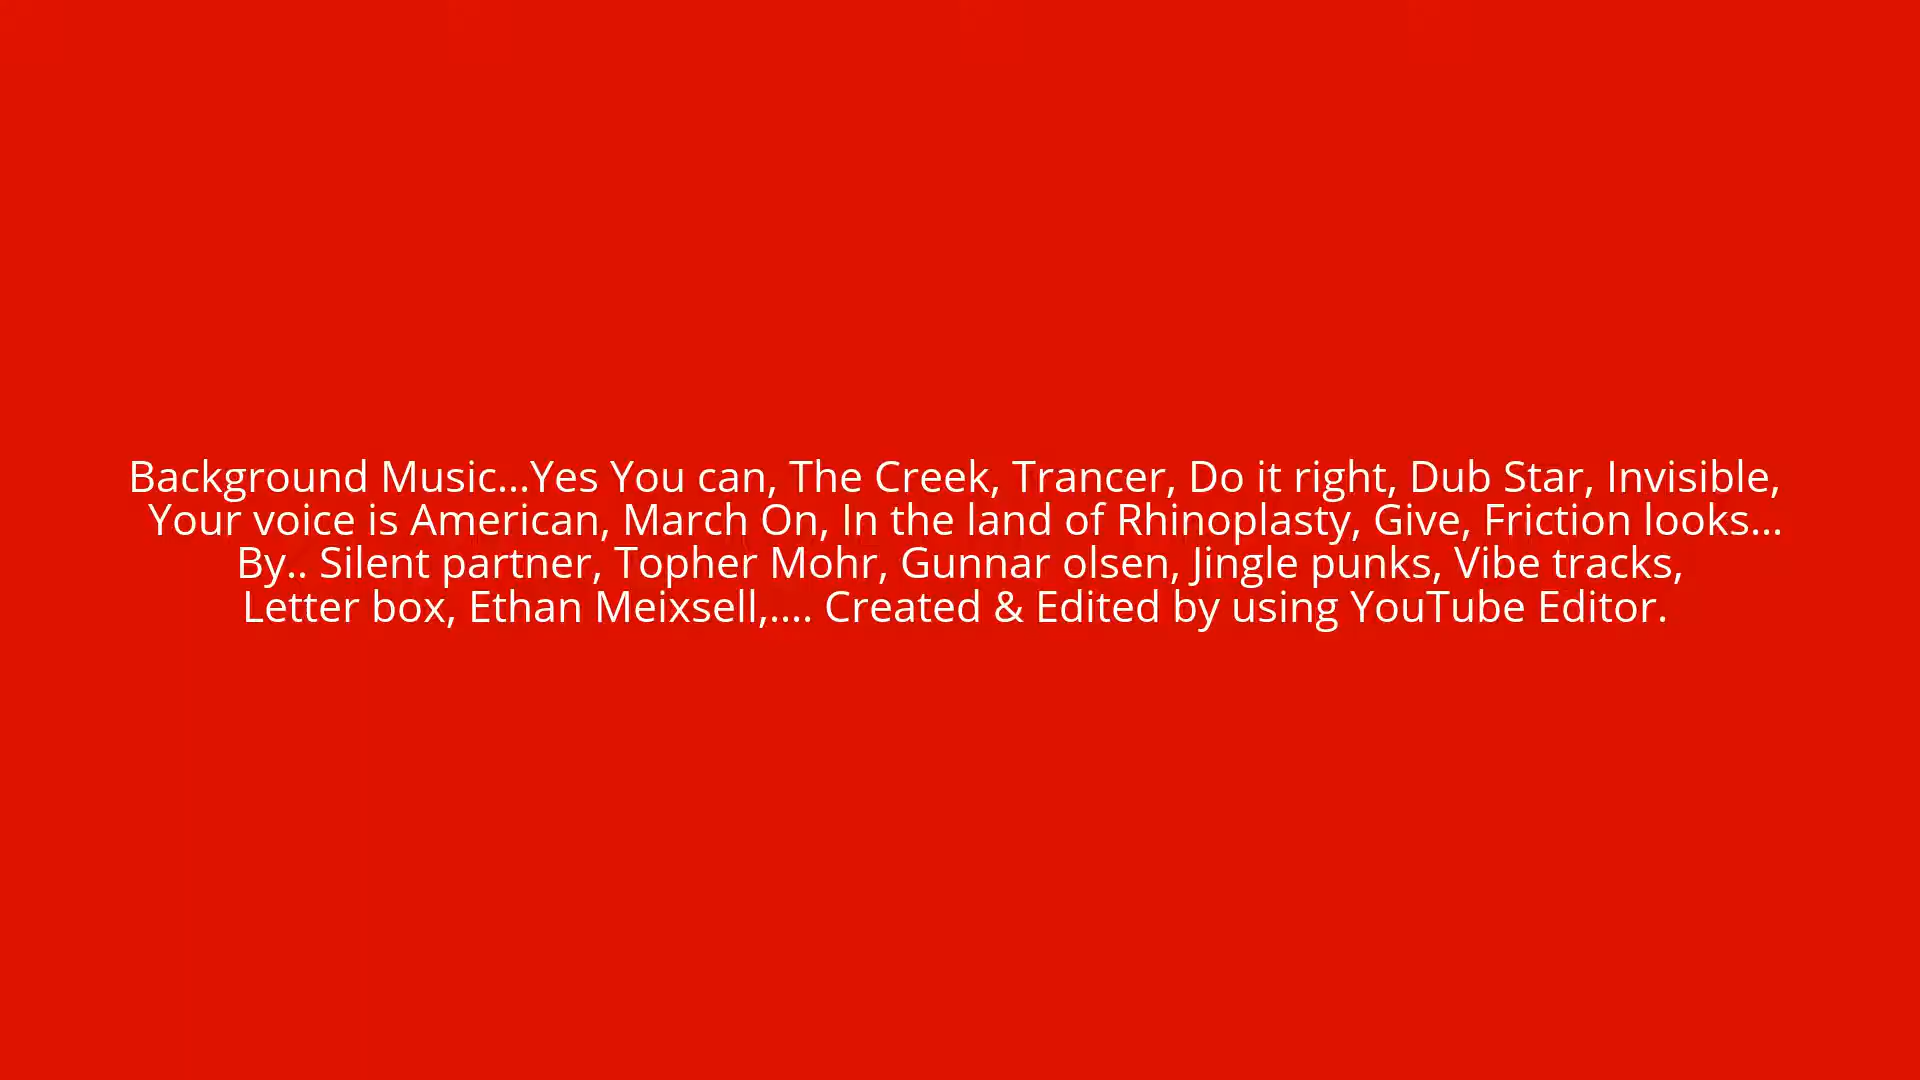 Background Music...Yes You can, The Creek, Trancer, Do it right, Dub Star, Invisible,
Your voice is American, March On, In the land of Rhinoplasty, Give, Friction looks...
By.. Silent partner, Topher Mohr, Gunnar olsen, Jingle punks, Vibe tracks,
Letter box, Ethan Meixsell,.... Created & Edited by using YouTube Editor.